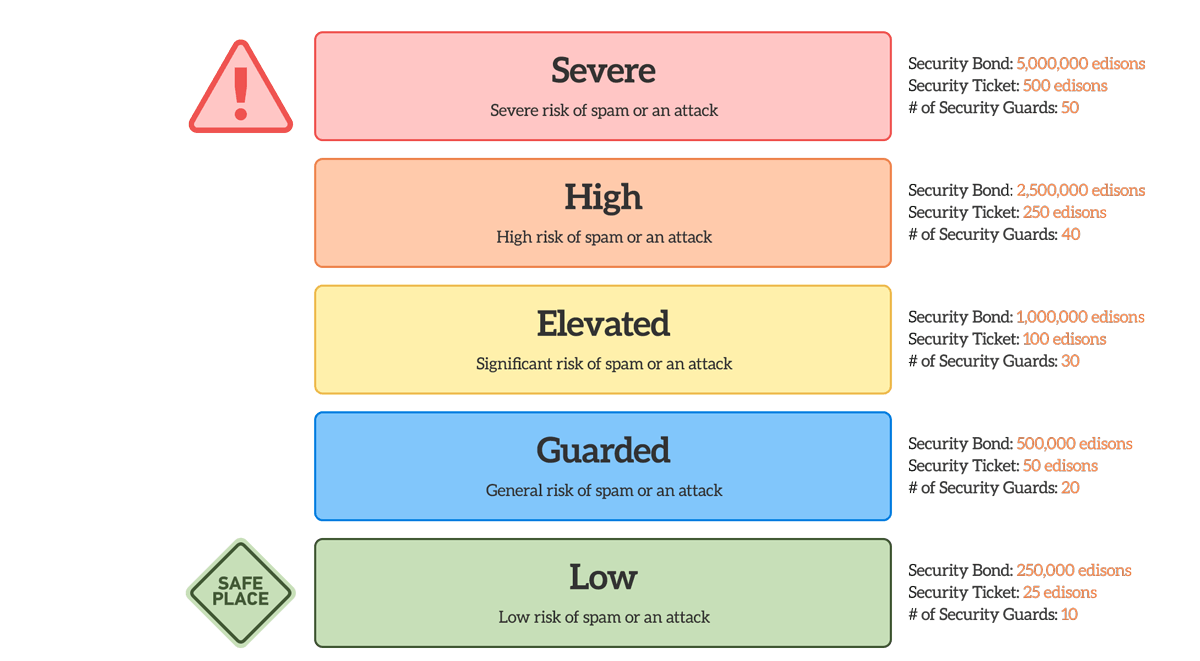 !
Severe
Severe risk of spam or an attack
Security Bond: 5,000,000 edisons
Security Ticket: 500 edisons
# of Security Guards: 50
High
High risk of spam or an attack
Security Bond: 2,500,000 edisons
Security Ticket: 250 edisons
# of Security Guards: 40
Elevated
Significant risk of spam or an attack
Security Bond: 1,000,000 edisons
Security Ticket: 100 edisons
# of Security Guards: 30
Guarded
General risk of spam or an attack
Security Bond: 500,000 edisons
Security Ticket: 50 edisons
# of Security Guards: 20
SAFE
PLACE
Low
Low risk of spam or an attack
Security Bond: 250,000 edisons
Security Ticket: 25 edisons
# of Security Guards: 10